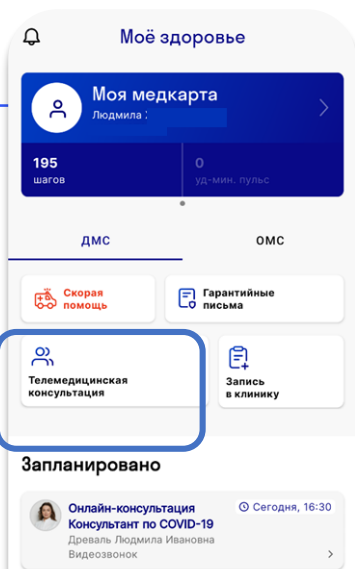 Моё здоровье
Моя медкарта
Людмила
195
шагов
0
уд-мин. пульс
ДМС
ОМС
Скорая
помощь
Гарантийные
письма
Телемедицинская
консультация
Запись
в клинику
Запланировано
Онлайн-консультация
Сегодня, 16:30
Консультант по COVID-19
Древаль Людмила Ивановна
Видеозвонок